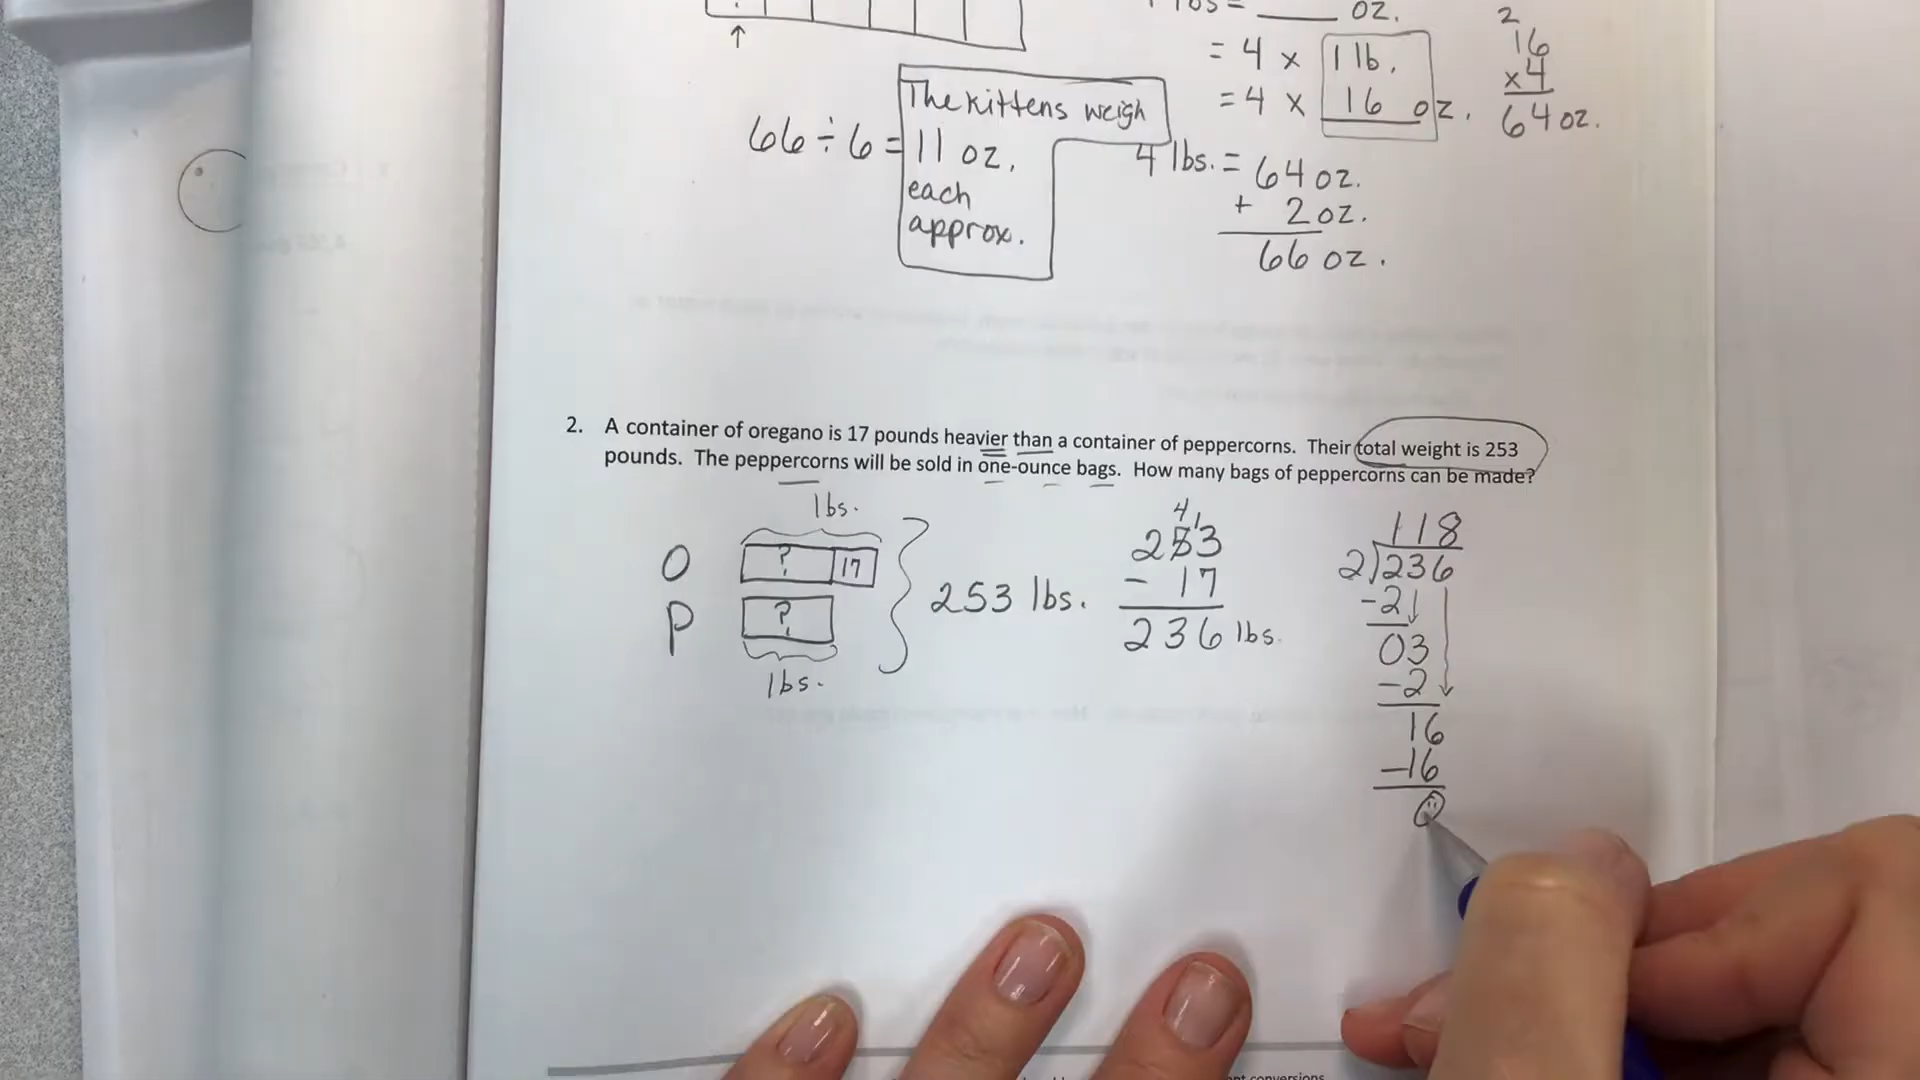 lbs = ____ oz.
= 4 x 1 lb.
= 4 x 16 oz.
2
16
x4
64 oz.
66 ÷ 6 = 11 oz.
The kittens weigh
each
approx.
4 lbs. = 64 oz.
+ 2 oz.
66 oz.
2. A container of oregano is 17 pounds heavier than a container of peppercorns. Their total weight is 253
pounds. The peppercorns will be sold in one-ounce bags. How many bags of peppercorns can be made?
lbs.
O ? 17
P ?
lbs.
253 lbs.
4 1
253
- 17
236 lbs.
118
2)236
-2
03
-2
16
-16
0
conversions